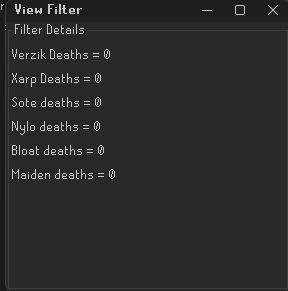 View Filter
Filter Details
Verzik Deaths = 0
Xarp Deaths = 0
Sote deaths = 0
Nylo deaths = 0
Bloat deaths = 0
Maiden deaths = 0